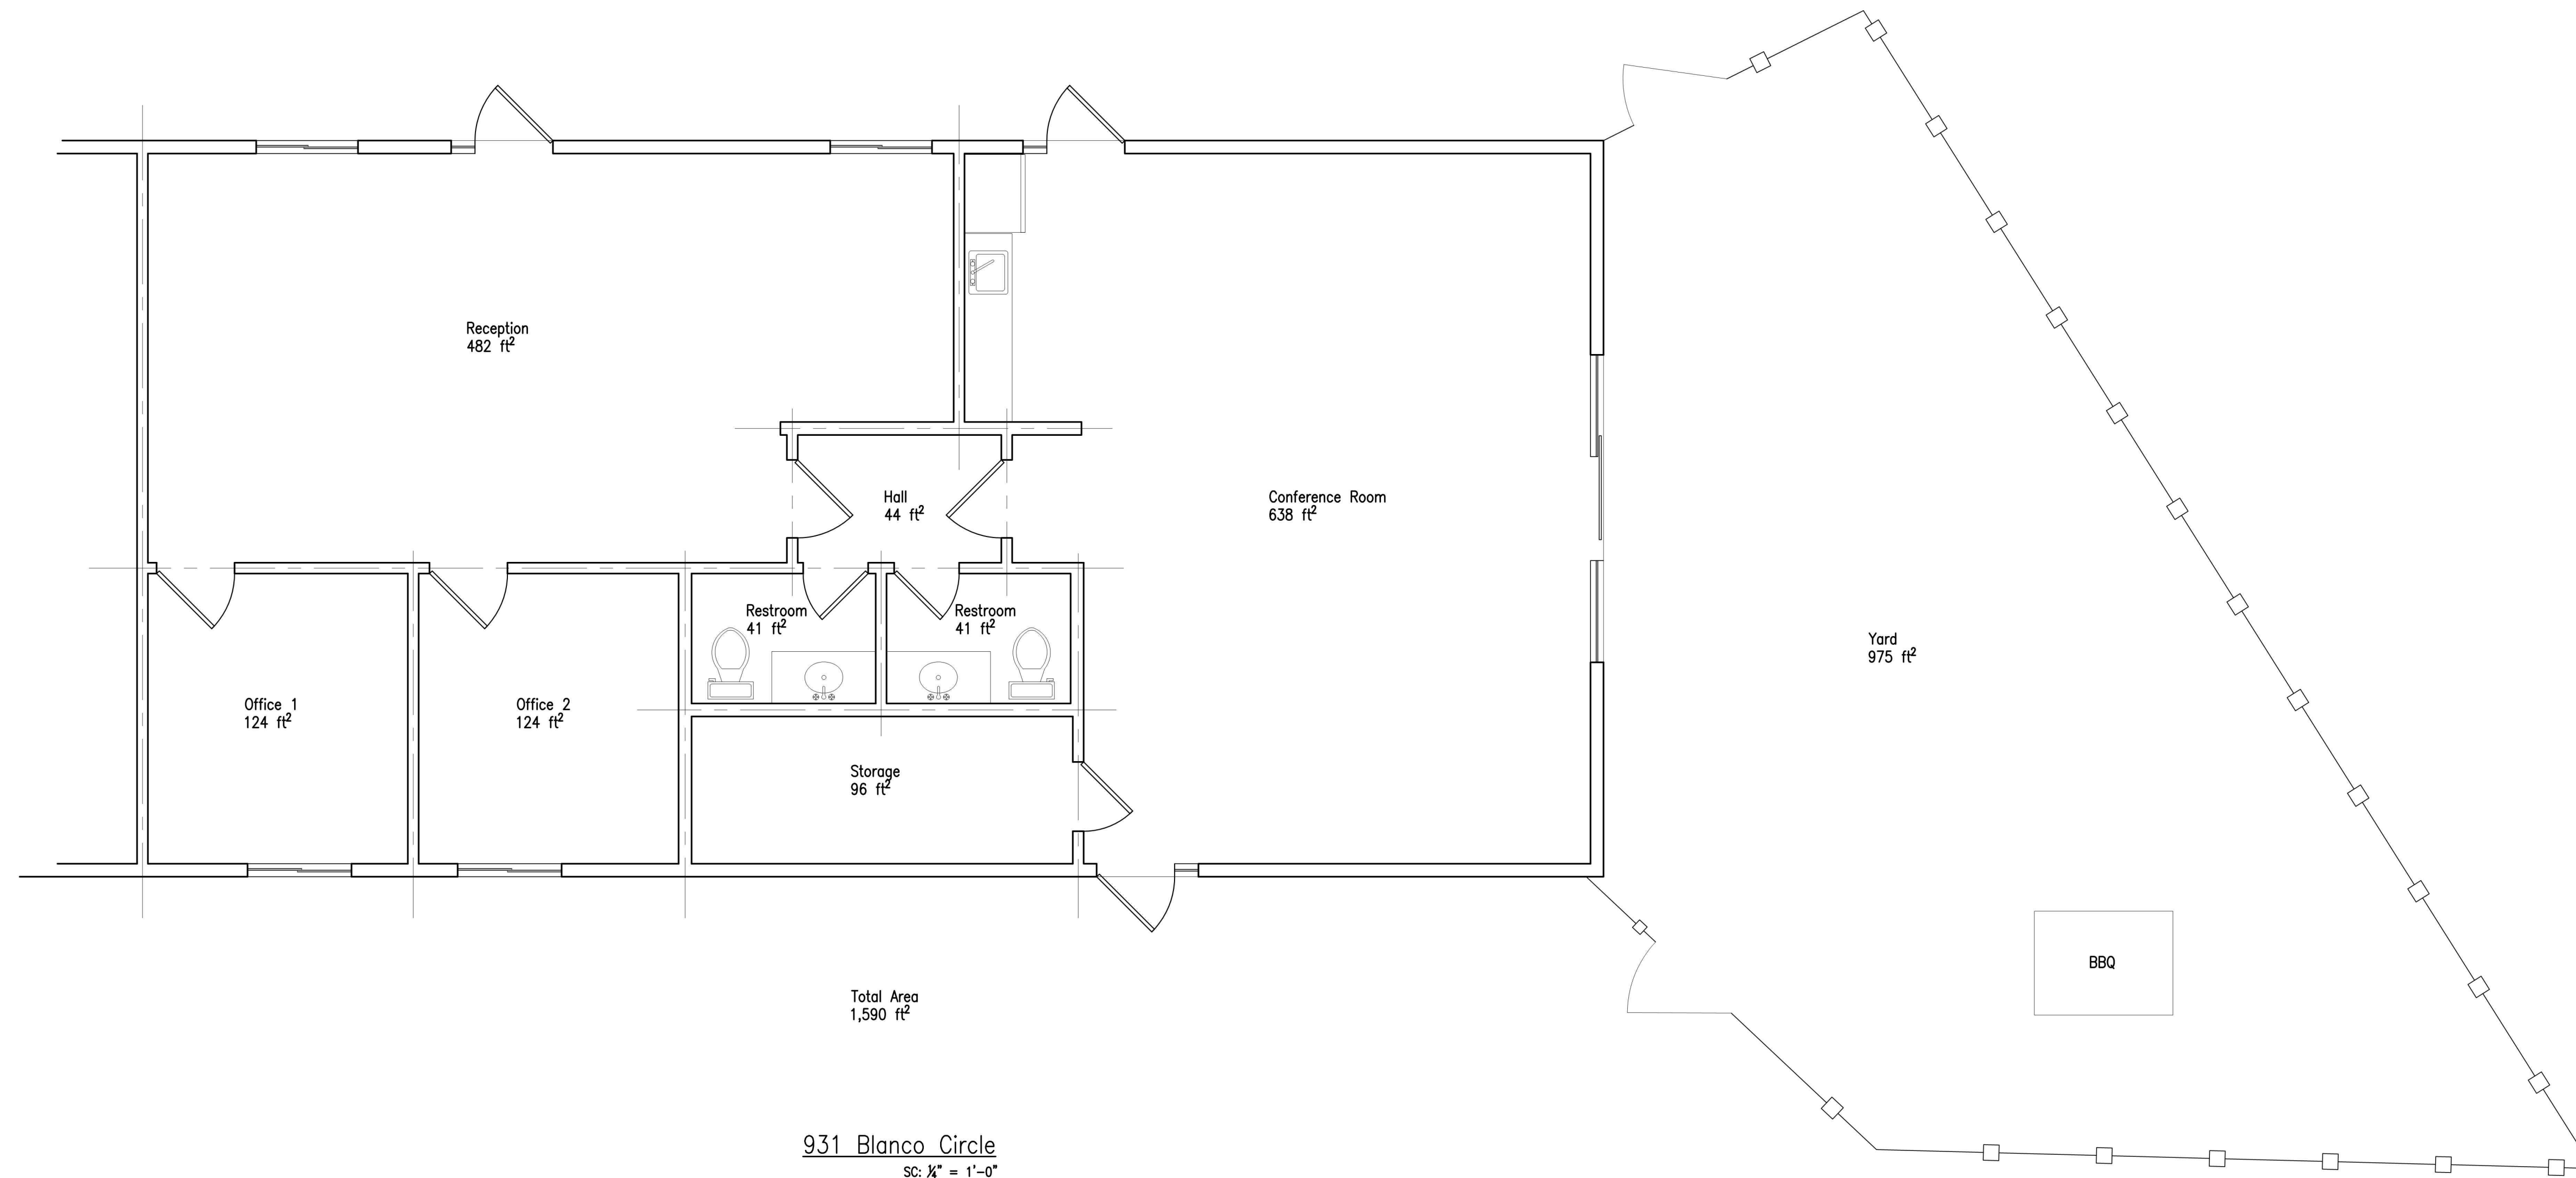 Reception
482 ft²
Hall
44 ft²
Conference Room
638 ft²
Restroom
41 ft²
Restroom
41 ft²
Yard
975 ft²
Office 1
124 ft²
Office 2
124 ft²
Storage
96 ft²
BBQ
Total Area
1,590 ft²
931 Blanco Circle
SC: ¼" = 1'-0"